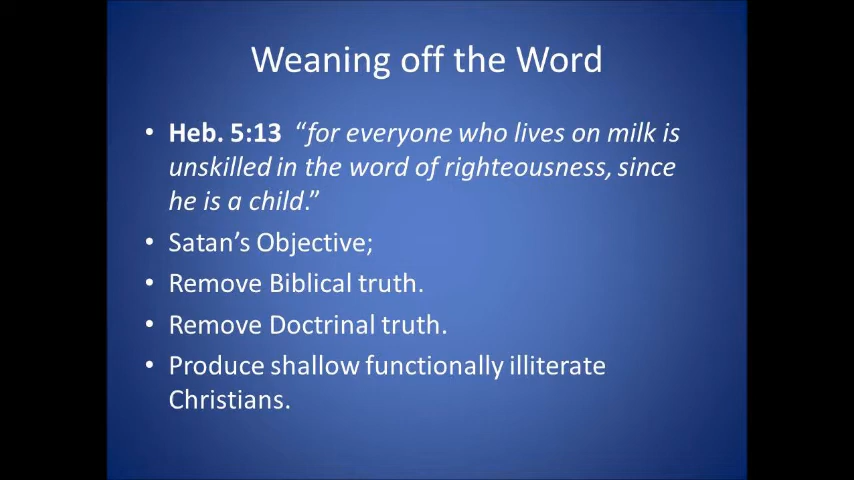 Weaning off the Word
• Heb. 5:13 “for everyone who lives on milk is
unskilled in the word of righteousness, since
he is a child.”
• Satan’s Objective;
• Remove Biblical truth.
• Remove Doctrinal truth.
• Produce shallow functionally illiterate
Christians.